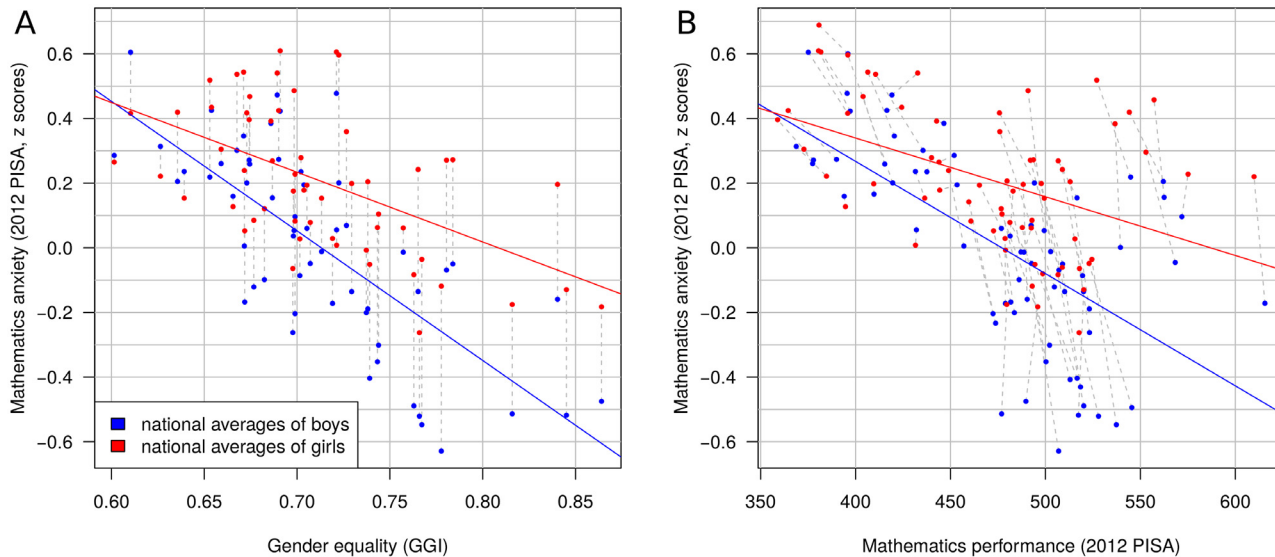 A
Mathematics anxiety (2012 PISA, z scores)
0.6
0.4
0.2
0.0
−0.2
−0.4
−0.6
national averages of boys
national averages of girls
0.60 0.65 0.70 0.75 0.80 0.85
Gender equality (GGI)
B
Mathematics anxiety (2012 PISA, z scores)
0.6
0.4
0.2
0.0
−0.2
−0.4
−0.6
350 400 450 500 550 600
Mathematics performance (2012 PISA)